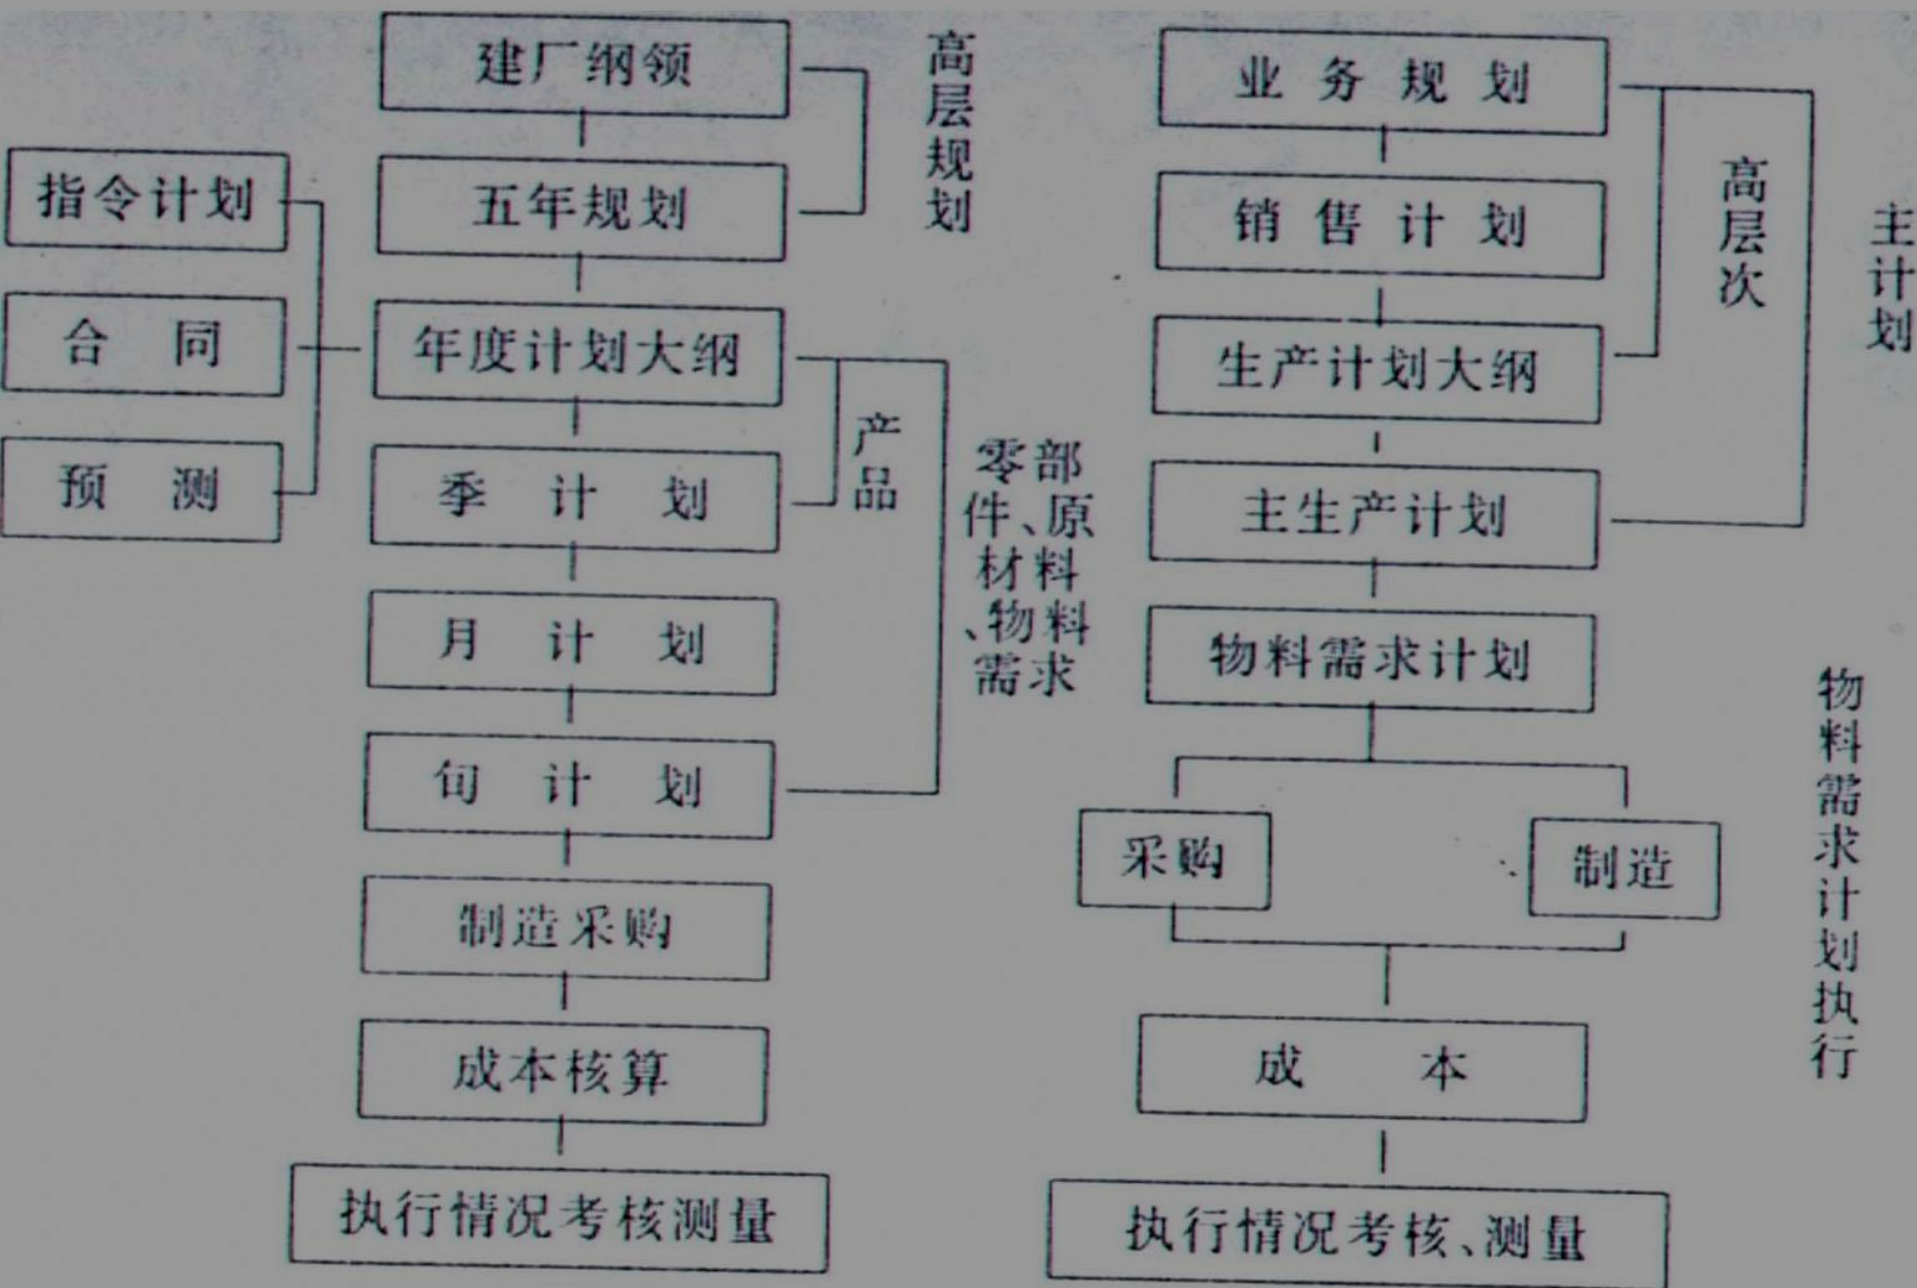 建厂纲领
五年规划
高层规划
指令计划
合同
预测
年度计划大纲
季计划
产品
月计划
旬计划
零部
件、原
材料
、物料
需求
制造采购
成本核算
执行情况考核测量
业务规划
销售计划
生产计划大纲
高层次
主生产计划
主计划
物料需求计划
采购
制造
成本
执行情况考核、测量
物料需求计划执行